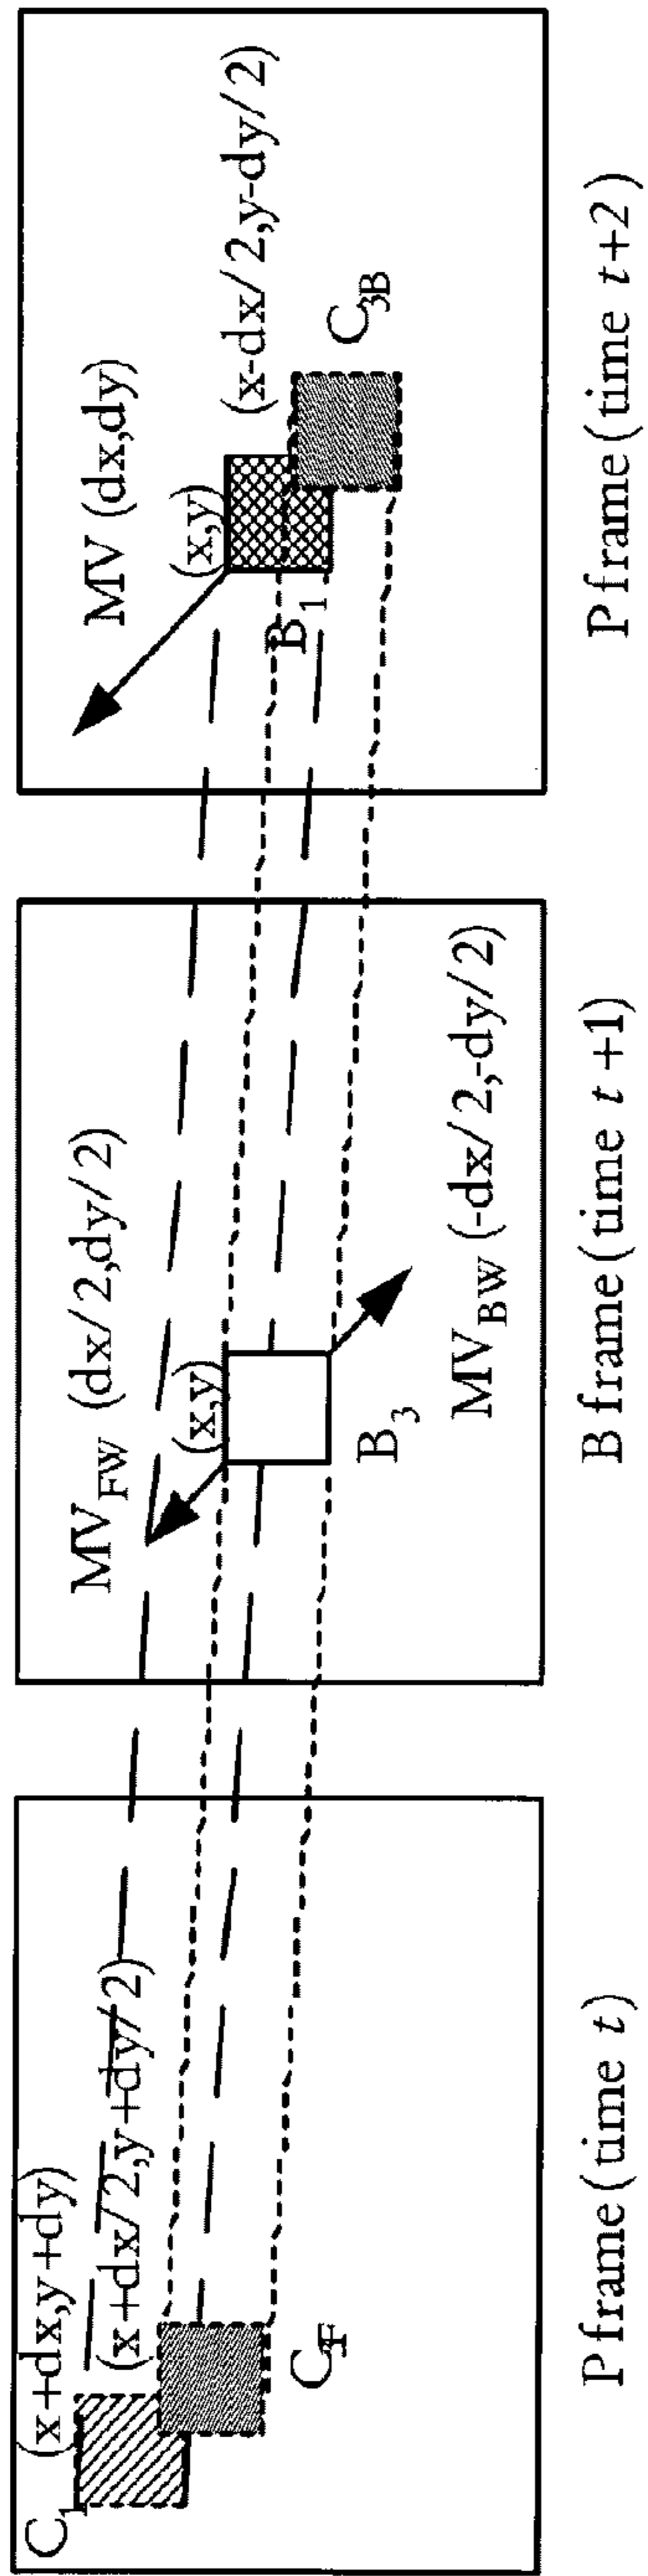 C1 (x+dx,y+dy)
(x+dx/2,y+dy/2)
CF
P frame(time t)
MVFW (dx/2,dy/2)
(x,y)
B3
MVBW (-dx/2,-dy/2)
B frame(time t +1)
MV (dx,dy)
(x,y)
(x-dx/2,y-dy/2)
B1
C3B
P frame(time t+2)